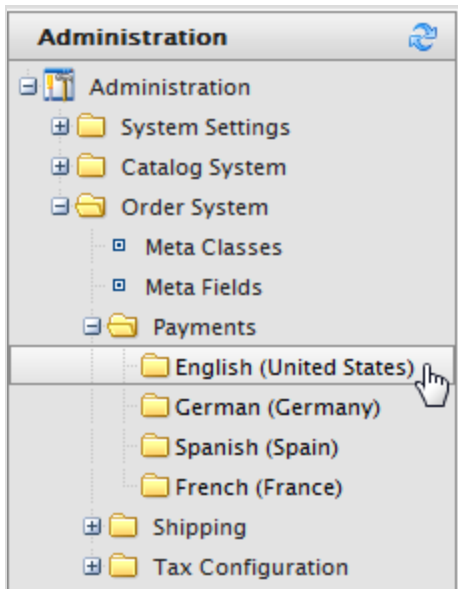 Administration
Administration
System Settings
Catalog System
Order System
Meta Classes
Meta Fields
Payments
English (United States)
German (Germany)
Spanish (Spain)
French (France)
Shipping
Tax Configuration